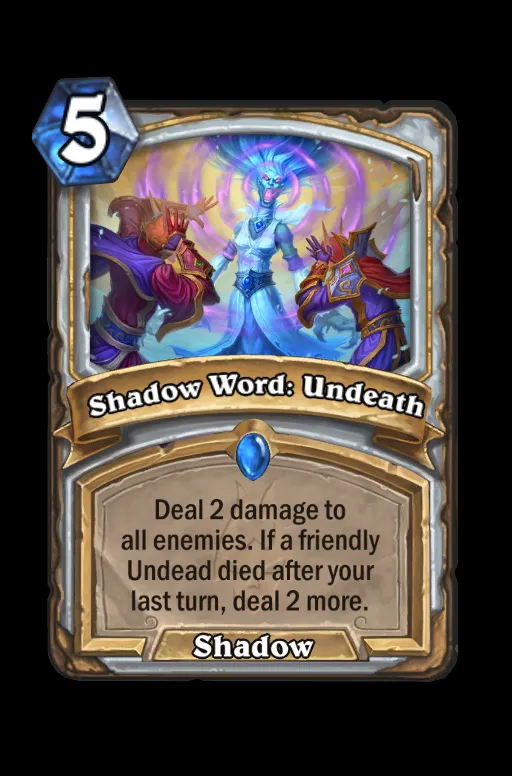 5
Shadow Word: Undeath
Deal 2 damage to
all enemies. If a friendly
Undead died after your
last turn, deal 2 more.
Shadow